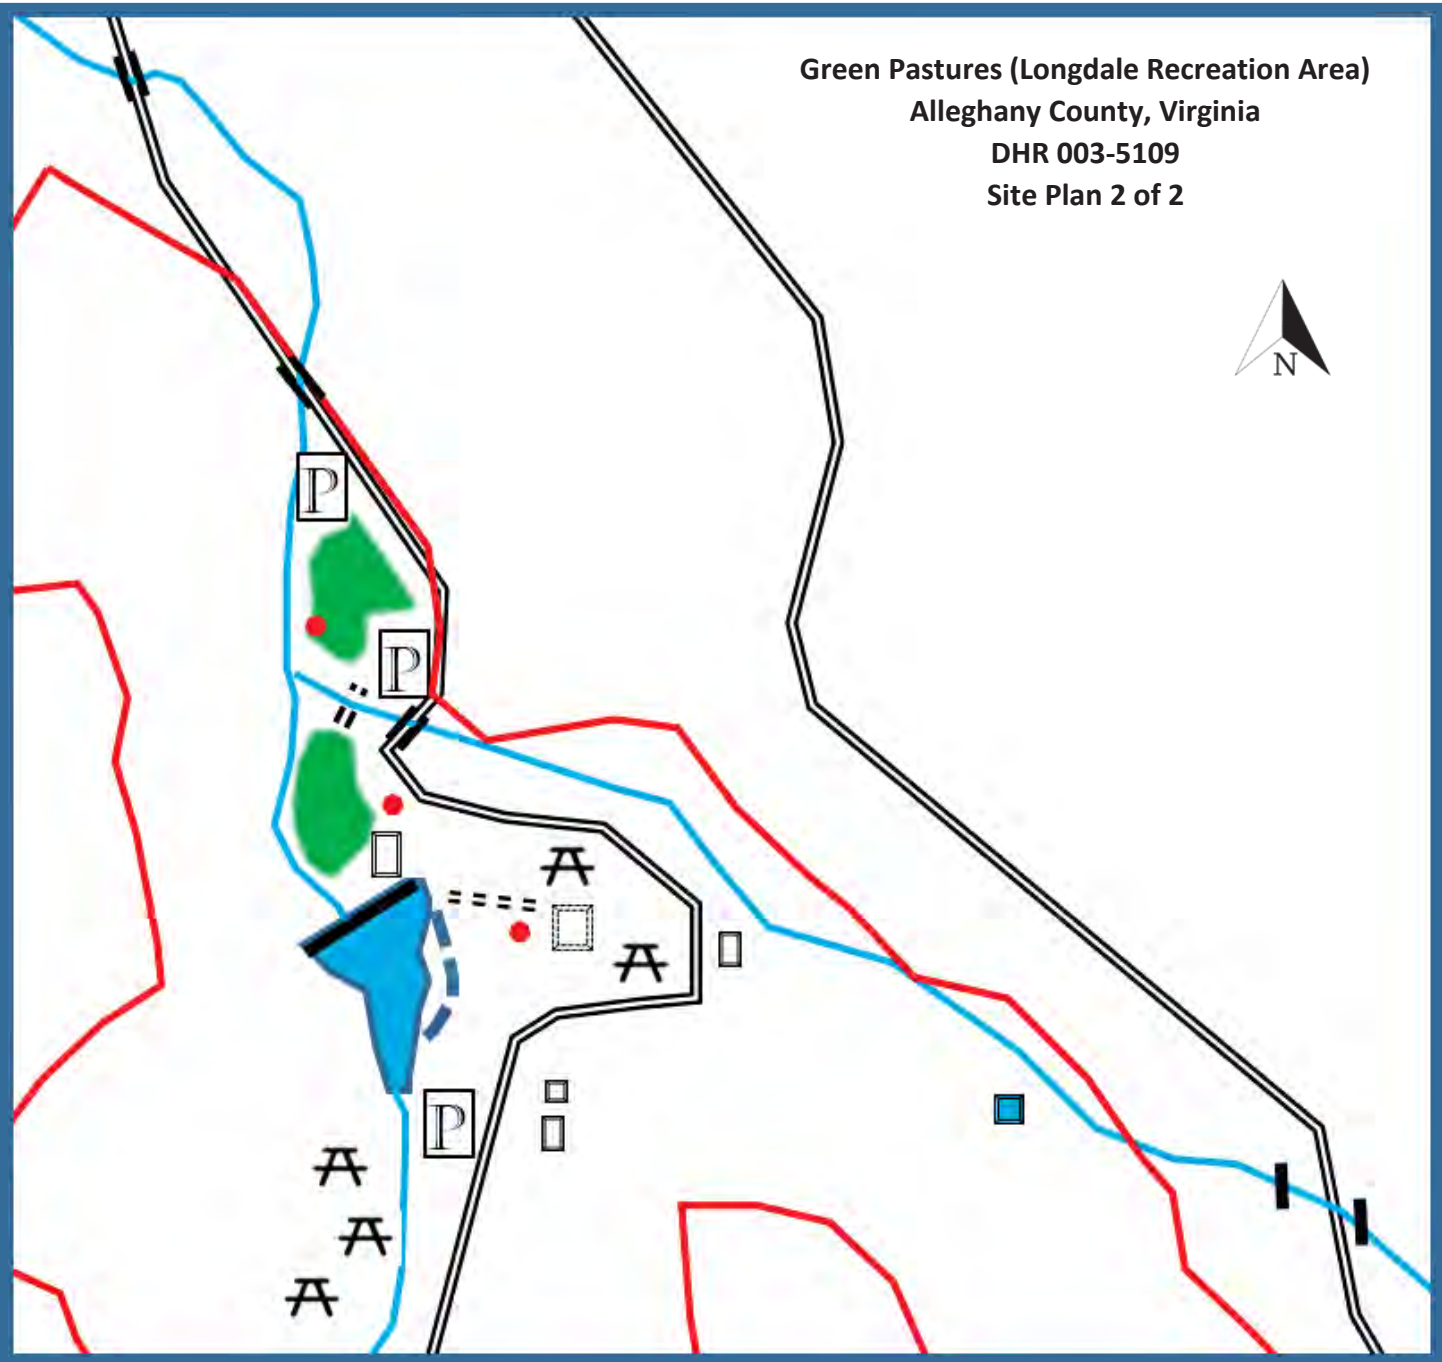 Green Pastures (Longdale Recreation Area)
Alleghany County, Virginia
DHR 003-5109
Site Plan 2 of 2
N
P
P
P